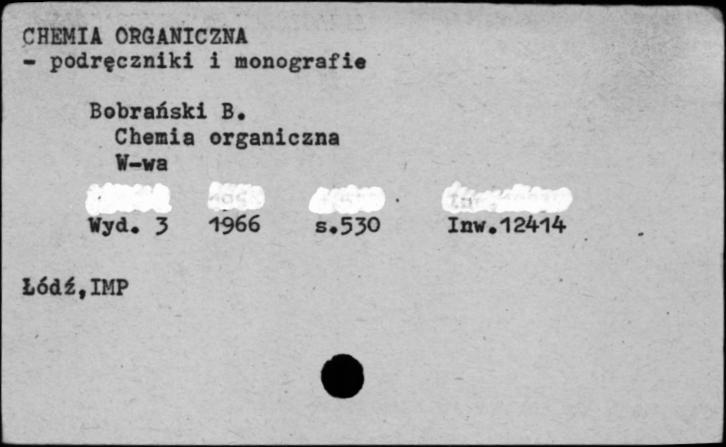 CHEMIA ORGANICZNA
- podręczniki i monografie
Bobrański B.
Chemia organiczna
W-wa
Wyd. 3 1966 s.530 Inw.12414
Łódź,IMP